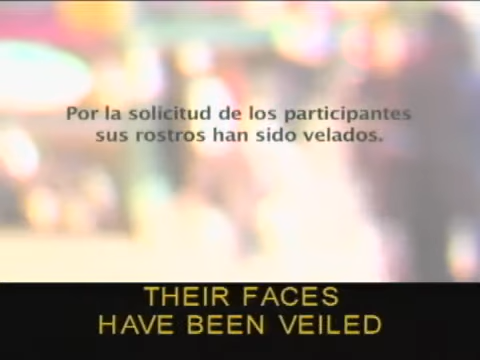 Por la solicitud de los participantes
sus rostros han sido velados.
THEIR FACES
HAVE BEEN VEILED